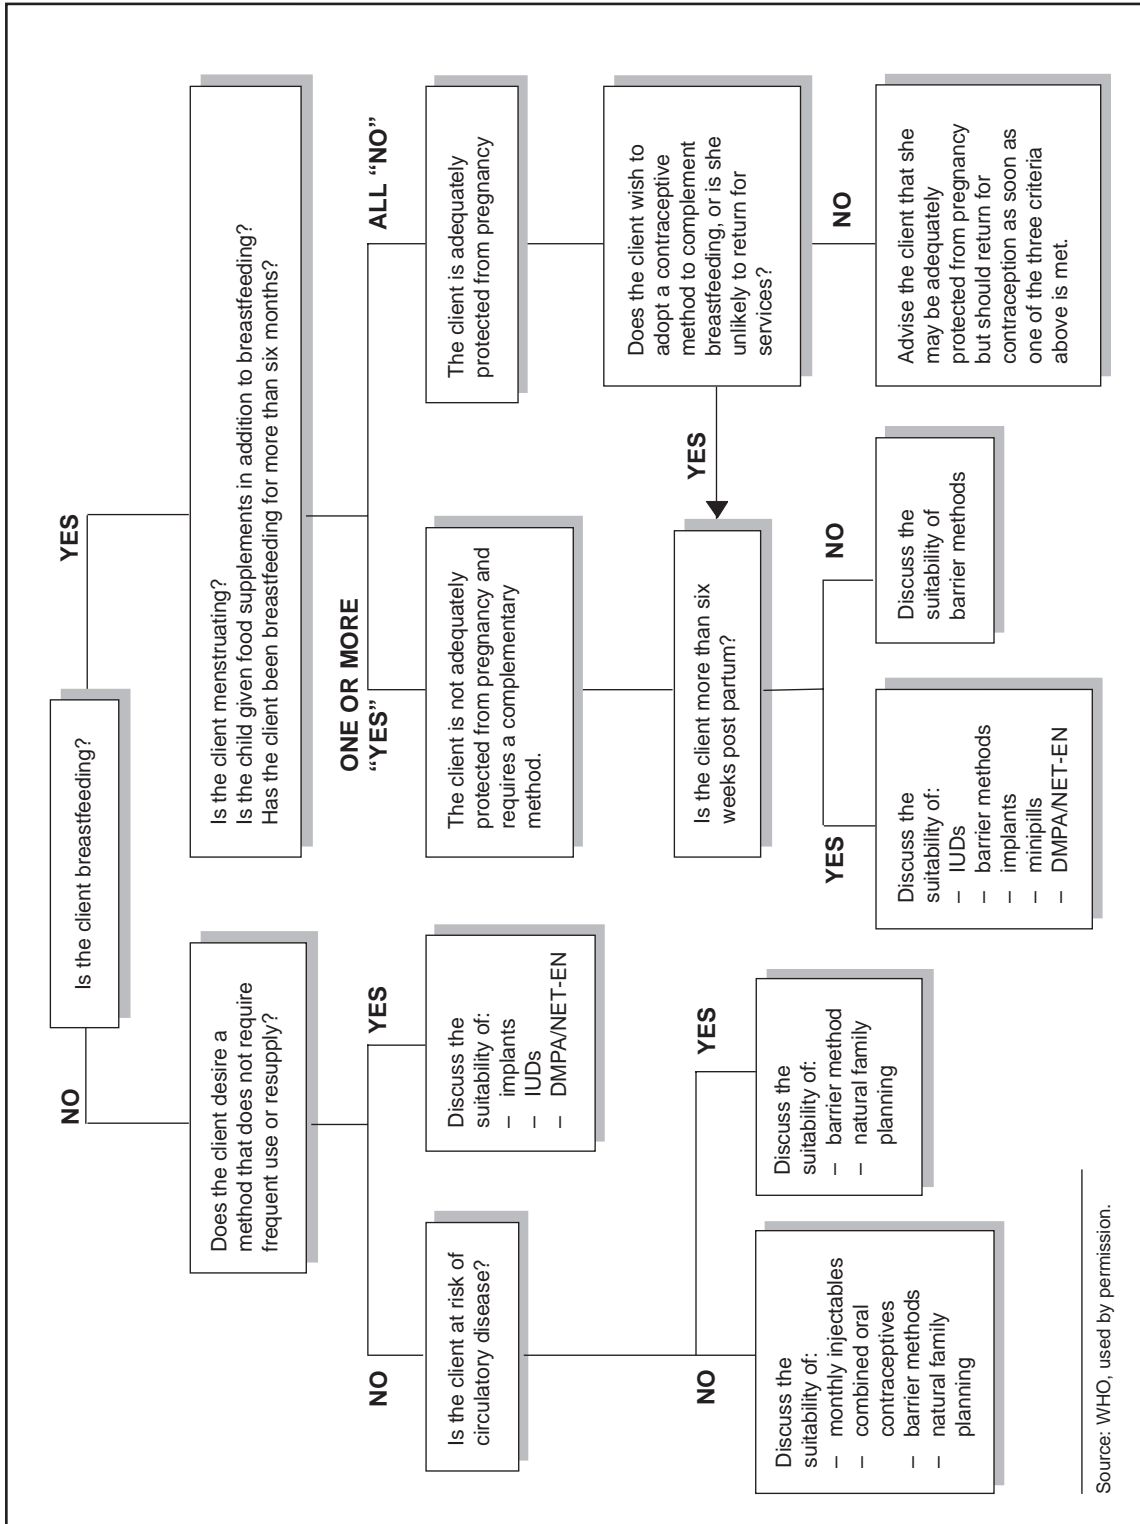 Is the client breastfeeding?
NO
YES
Does the client desire a
method that does not require
frequent use or resupply?
Is the client menstruating?
Is the child given food supplements in addition to breastfeeding?
Has the client been breastfeeding for more than six months?
NO
YES
ONE OR MORE
“YES”
ALL “NO”
Is the client at risk of
circulatory disease?
Discuss the
suitability of:
– implants
– IUDs
– DMPA/NET-EN
The client is not adequately
protected from pregnancy and
requires a complementary
method.
The client is adequately
protected from pregnancy
Does the client wish to
adopt a contraceptive
method to complement
breastfeeding, or is she
unlikely to return for
services?
YES
NO
Is the client more than six
weeks post partum?
NO
YES
YES
NO
Discuss the
suitability of:
– monthly injectables
– combined oral
contraceptives
– barrier methods
– natural family
planning
Discuss the
suitability of:
– barrier method
– natural family
planning
Discuss the
suitability of:
– IUDs
– barrier methods
– implants
– minipills
– DMPA/NET-EN
Discuss the
suitability of
barrier methods
Advise the client that she
may be adequately
protected from pregnancy
but should return for
contraception as soon as
one of the three criteria
above is met.
Source: WHO, used by permission.